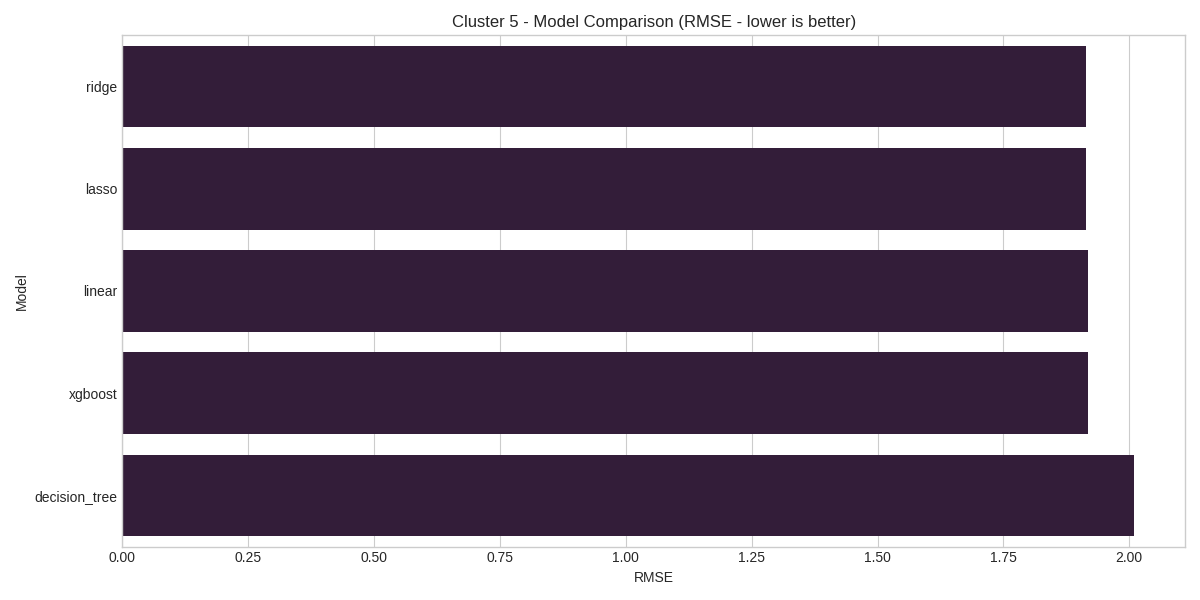 Cluster 5 - Model Comparison (RMSE - lower is better)
Model
ridge
lasso
linear
xgboost
decision_tree
0.00 0.25 0.50 0.75 1.00 1.25 1.50 1.75 2.00
RMSE